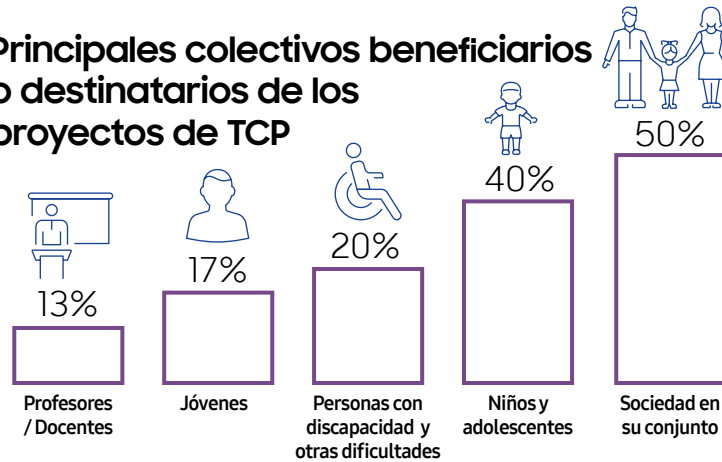 Principales colectivos beneficiarios
o destinatarios de los
proyectos de TCP
50%
40%
20%
17%
13%
Profesores
/ Docentes
Jóvenes
Personas con
discapacidad y
otras dificultades
Niños y
adolescentes
Sociedad en
su conjunto